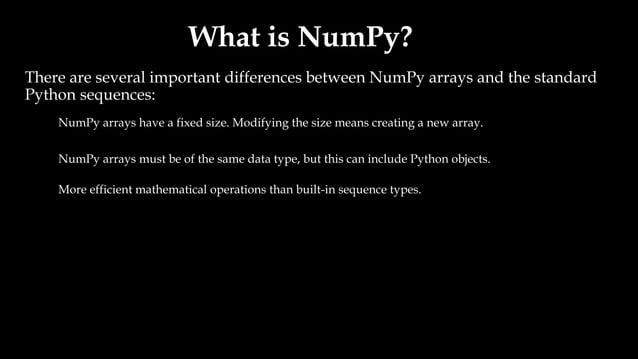 What is NumPy?
There are several important differences between NumPy arrays and the standard
Python sequences:
NumPy arrays have a fixed size. Modifying the size means creating a new array.
NumPy arrays must be of the same data type, but this can include Python objects.
More efficient mathematical operations than built-in sequence types.